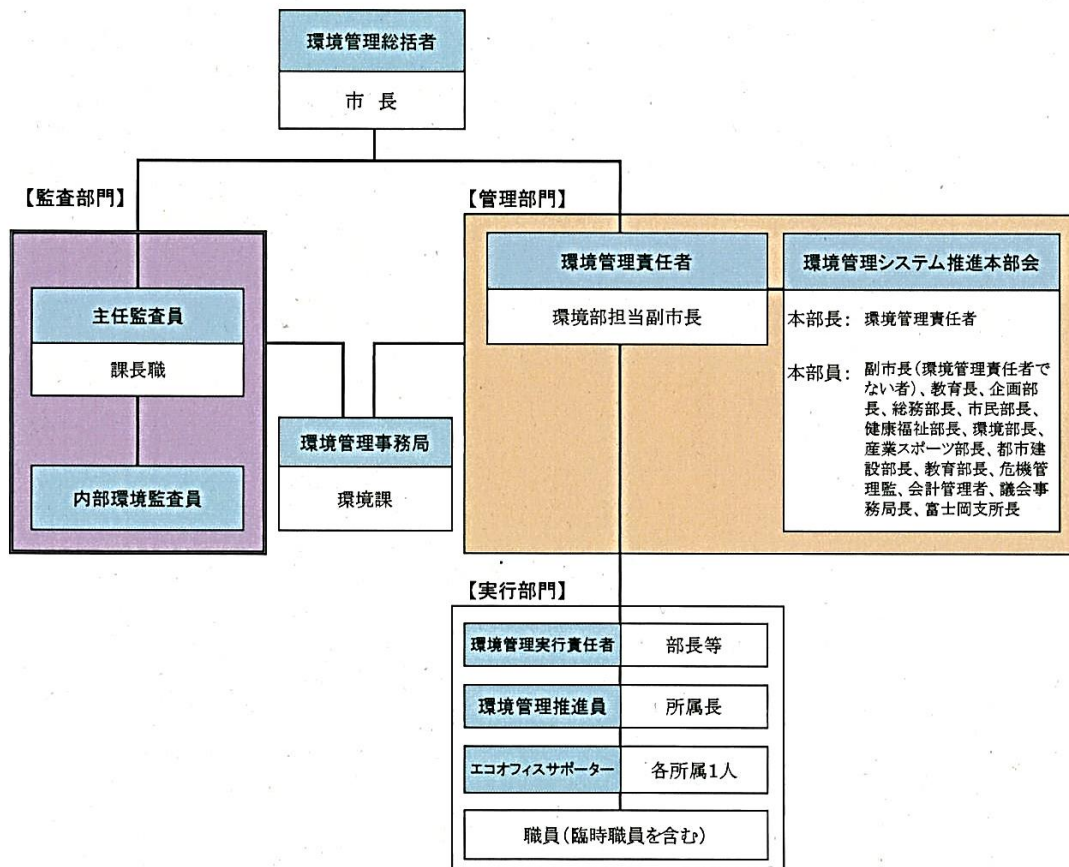 環境管理総括者
市 長
【監査部門】
主任監査員
課長職
内部環境監査員
環境管理事務局
環境課
【管理部門】
環境管理責任者
環境部担当副市長
環境管理システム推進本部会
本部長: 環境管理責任者
本部員: 副市長(環境管理責任者で
ない者)、教育長、企画部
長、総務部長、市民部長、
健康福祉部長、環境部長、
産業スポーツ部長、都市建
設部長、教育部長、危機管
理監、会計管理者、議会事
務局長、富士岡支所長
【実行部門】
環境管理実行責任者 部長等
環境管理推進員 所属長
エコオフィスサポーター 各所属1人
職員(臨時職員を含む)